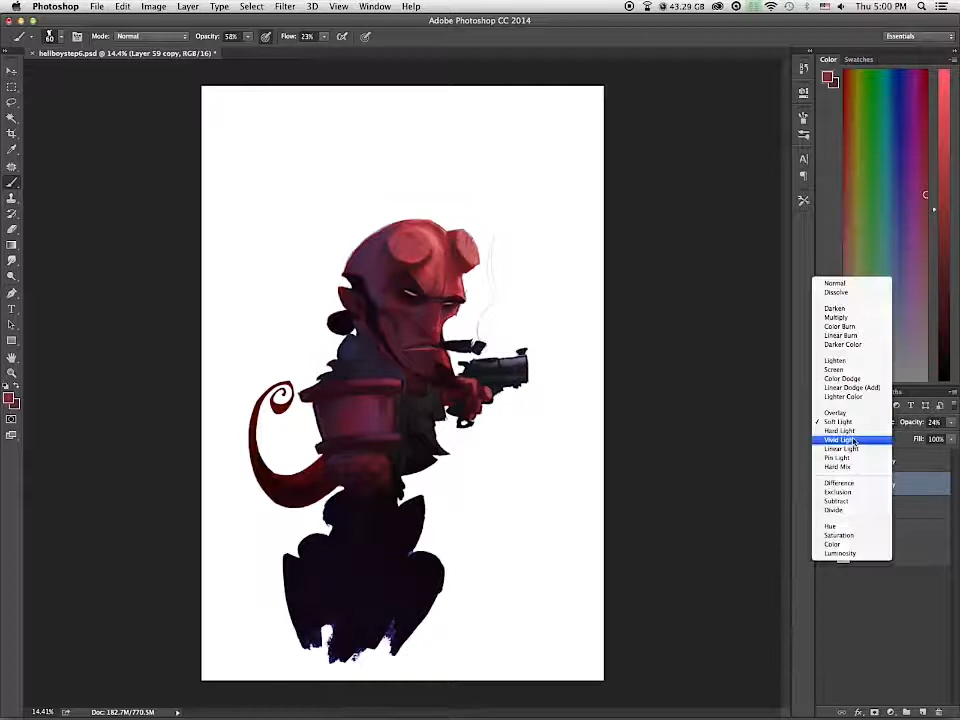 Photoshop File Edit Image Layer Type Select Filter 3D View Window Help 43.29 GB Thu 5:00 PM
Adobe Photoshop CC 2014
60 Mode: Normal Opacity: 58% Flow: 23% Essentials
hellboystep6.psd @ 14.4% (Layer 59 copy, RGB/16) *
Color Swatches
Normal
Dissolve
Darken
Multiply
Color Burn
Linear Burn
Darker Color
Lighten
Screen
Color Dodge
Linear Dodge (Add)
Lighter Color
Overlay
Soft Light
Opacity: 24%
Hard Light
Vivid Light
Fill: 100%
Linear Light
Pin Light
Hard Mix
Difference
Exclusion
Subtract
Divide
Hue
Saturation
Color
Luminosity
14.41% Doc: 182.7M/770.5M